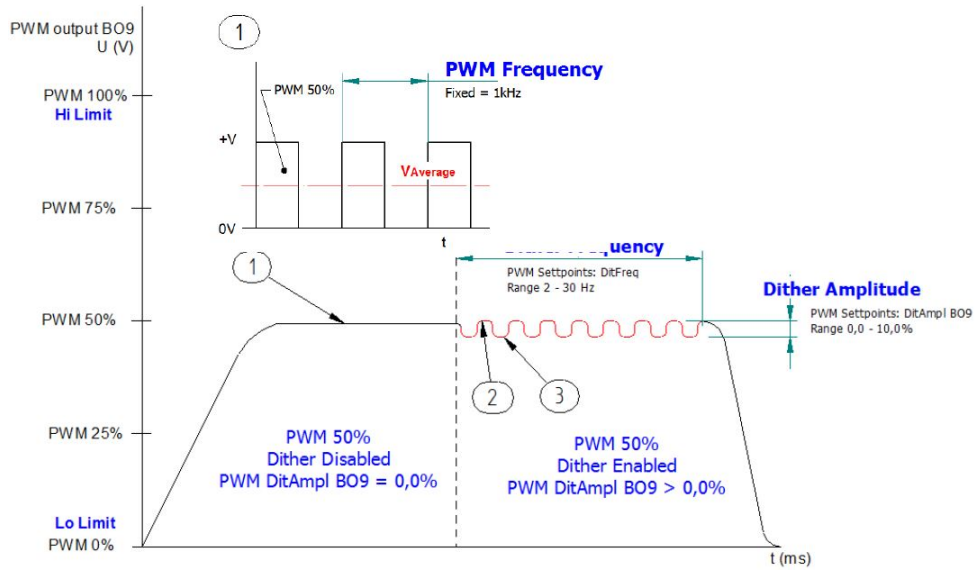 PWM output BO9
U (V)
1
PWM Frequency
Fixed = 1kHz
PWM 50%
PWM 100%
Hi Limit
+V
VAverage
PWM 75%
0V
t
uency
PWM Settpoints: DitFreq
Range 2 - 30 Hz
1
Dither Amplitude
PWM Settpoints: DitAmpl BO9
Range 0,0 - 10,0%
PWM 50%
2
3
PWM 25%
PWM 50%
Dither Disabled
PWM DitAmpl BO9 = 0,0%
PWM 50%
Dither Enabled
PWM DitAmpl BO9 > 0,0%
Lo Limit
PWM 0%
t (ms)